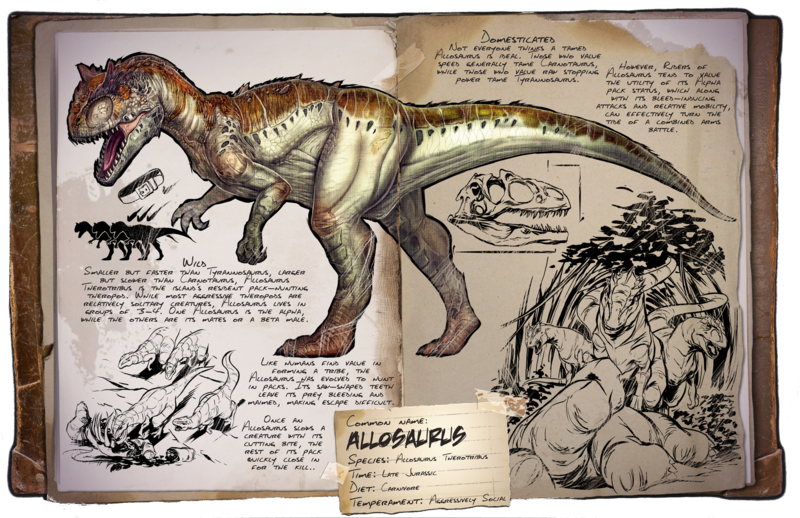 Domesticated
Not everyone thinks a tamed
Allosaurus is ideal. Those who value
speed generally tame Carnotaurus,
while those who value raw stopping
power tame Tyrannosaurus.
However, Riders of
Allosaurus tend to value
the utility of its Alpha
pack status, which along
with its bleed-inducing
attacks and relative mobility,
can effectively turn the
tide of a combined arms
battle.
Wild
Smaller but faster than Tyrannosaurus, larger
but slower than Carnotaurus, Allosaurus
Therotribus is the island's resident pack-hunting
theropod. While most aggressive theropods are
relatively solitary creatures, Allosaurus lives in
groups of 3-4. One Allosaurus is the alpha,
while the others are its mates or a beta male.
Like humans find value in
forming a tribe, the
Allosaurus has evolved to hunt
in packs. Its saw-shaped teeth
leave its prey bleeding and
maimed, making escape difficult.
Once an
Allosaurus slows a
creature with its
cutting bite, the
rest of its pack
quickly close in
for the kill..
Common name:
Allosaurus
Species: Allosaurus Therotribus
Time: Late Jurassic
Diet: Carnivore
Temperament: Aggressively Social